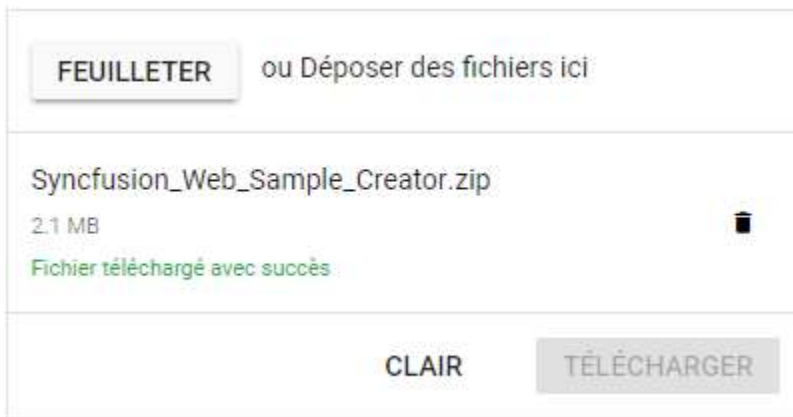 FEUILLETER ou Déposer des fichiers ici
Syncfusion_Web_Sample_Creator.zip
2.1 MB
Fichier téléchargé avec succès
CLAIR TÉLÉCHARGER